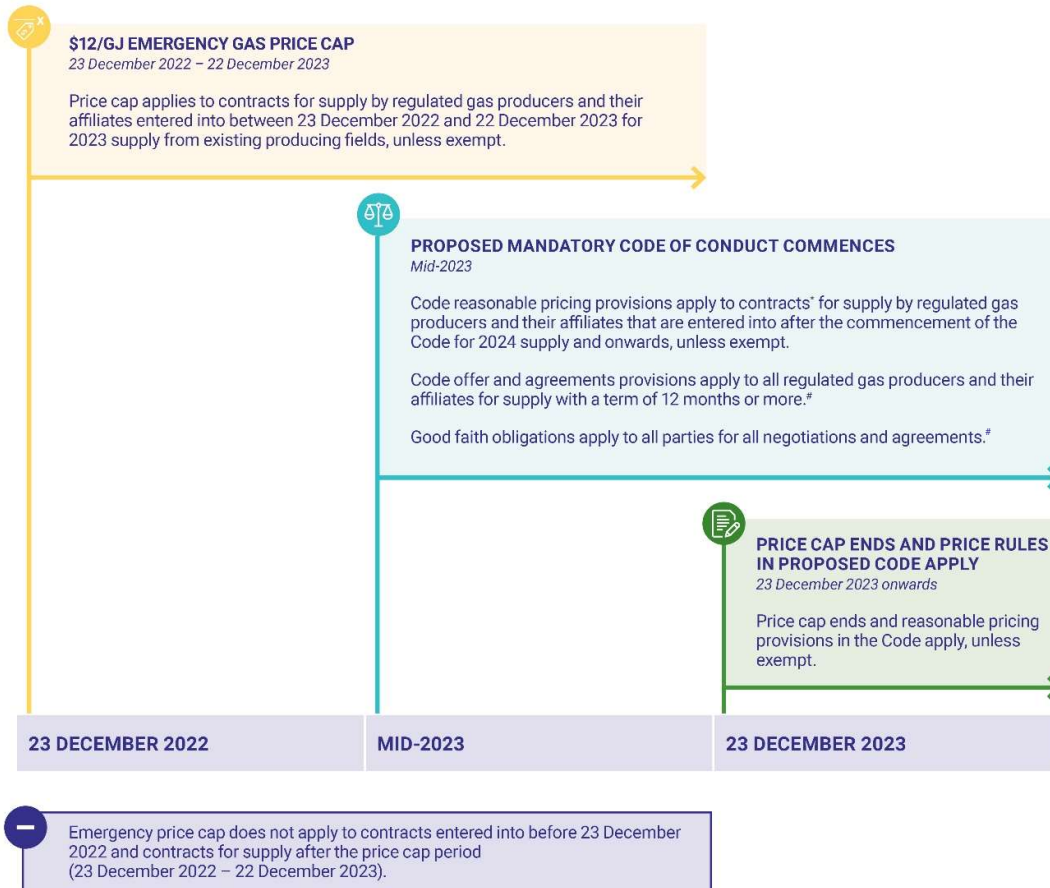 $12/GJ EMERGENCY GAS PRICE CAP
23 December 2022 – 22 December 2023
Price cap applies to contracts for supply by regulated gas producers and their
affiliates entered into between 23 December 2022 and 22 December 2023 for
2023 supply from existing producing fields, unless exempt.
PROPOSED MANDATORY CODE OF CONDUCT COMMENCES
Mid-2023
Code reasonable pricing provisions apply to contracts* for supply by regulated gas
producers and their affiliates that are entered into after the commencement of the
Code for 2024 supply and onwards, unless exempt.
Code offer and agreements provisions apply to all regulated gas producers and their
affiliates for supply with a term of 12 months or more.#
Good faith obligations apply to all parties for all negotiations and agreements.#
PRICE CAP ENDS AND PRICE RULES
IN PROPOSED CODE APPLY
23 December 2023 onwards
Price cap ends and reasonable pricing
provisions in the Code apply, unless
exempt.
23 DECEMBER 2022
MID-2023
23 DECEMBER 2023
Emergency price cap does not apply to contracts entered into before 23 December
2022 and contracts for supply after the price cap period
(23 December 2022 – 22 December 2023).